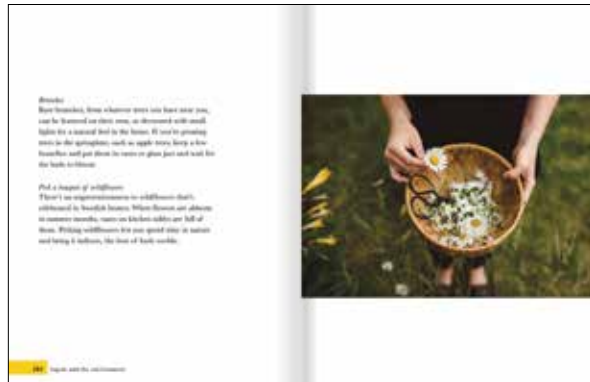 Branches
Bare branches, from whatever trees you have near you,
can be featured on their own, or decorated with small
lights for a natural feel in the home. If you're pruning
trees in the springtime, such as apple trees, keep a few
branches and put them in vases or glass jars and wait for
the buds to bloom.
Pick a bouquet of wildflowers
There's an unpretentiousness to wildflowers that's
celebrated in Swedish homes. When flowers are abloom
in summer months, vases on kitchen tables are full of
them. Picking wildflowers lets you spend time in nature
and bring it indoors, the best of both worlds.
Lagom and the environment